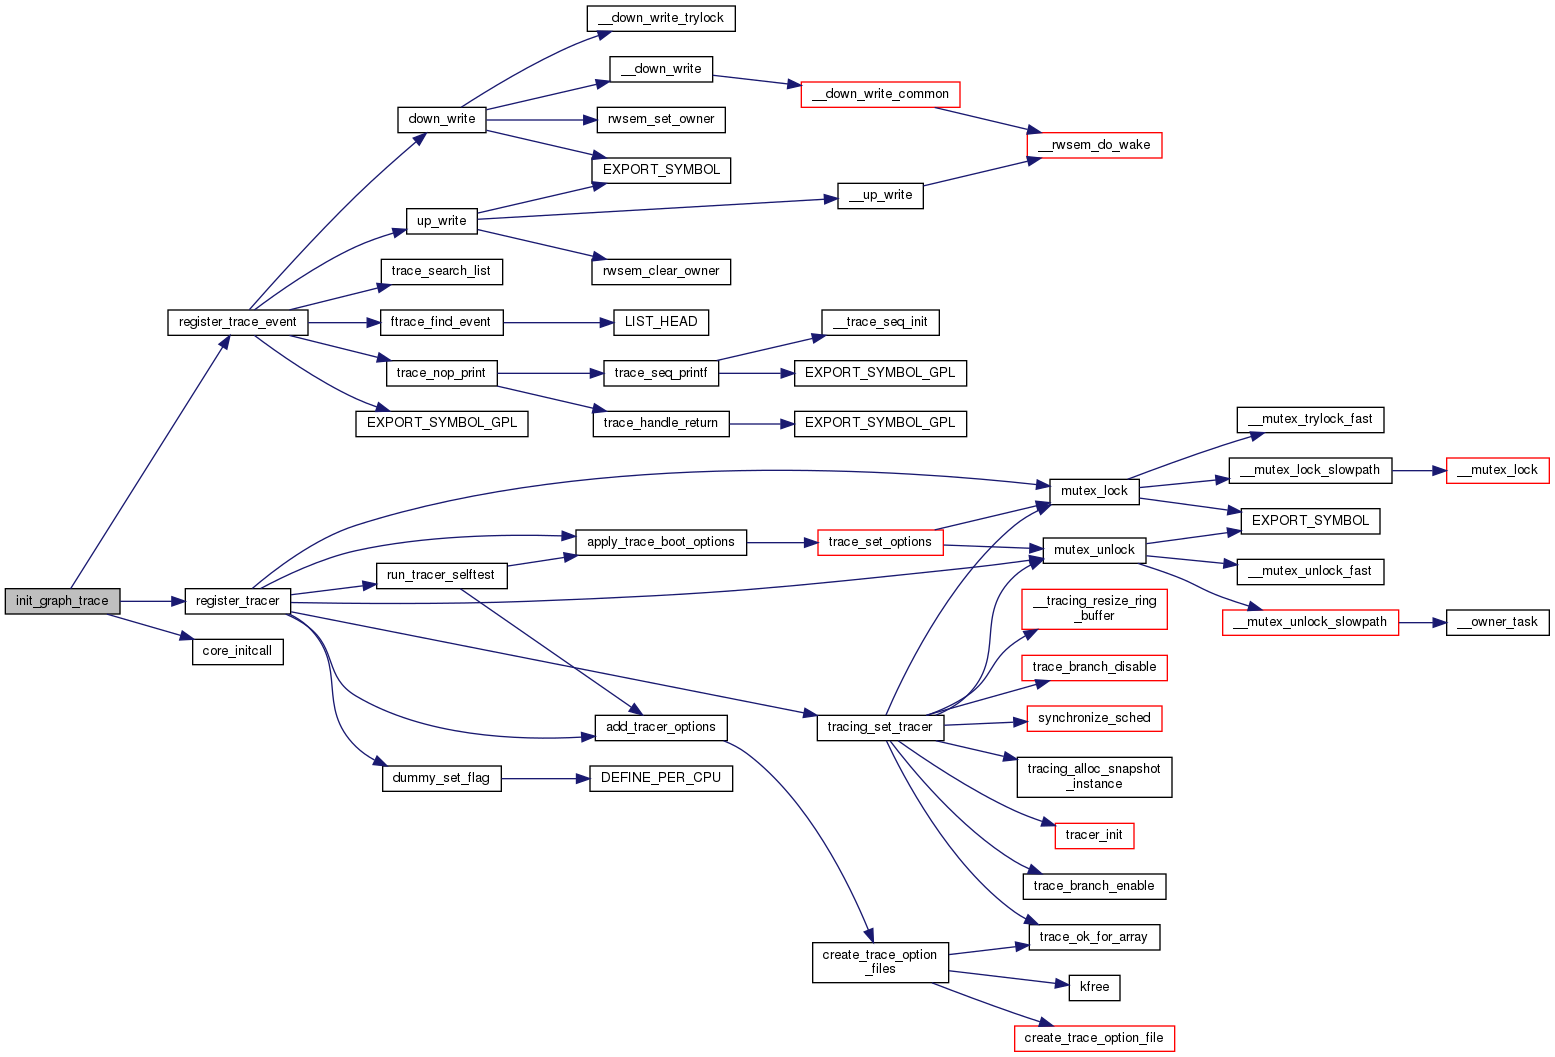 __down_write_trylock
__down_write
__down_write_common
down_write
rwsem_set_owner
__rwsem_do_wake
EXPORT_SYMBOL
__up_write
up_write
trace_search_list
rwsem_clear_owner
register_trace_event
ftrace_find_event
LIST_HEAD
__trace_seq_init
trace_nop_print
trace_seq_printf
EXPORT_SYMBOL_GPL
EXPORT_SYMBOL_GPL
trace_handle_return
EXPORT_SYMBOL_GPL
__mutex_trylock_fast
__mutex_lock_slowpath
__mutex_lock
mutex_lock
EXPORT_SYMBOL
apply_trace_boot_options
trace_set_options
mutex_unlock
__mutex_unlock_fast
run_tracer_selftest
init_graph_trace
register_tracer
__tracing_resize_ring
_buffer
__mutex_unlock_slowpath
__owner_task
core_initcall
trace_branch_disable
add_tracer_options
tracing_set_tracer
synchronize_sched
dummy_set_flag
DEFINE_PER_CPU
tracing_alloc_snapshot
_instance
tracer_init
trace_branch_enable
trace_ok_for_array
create_trace_option
_files
kfree
create_trace_option_file